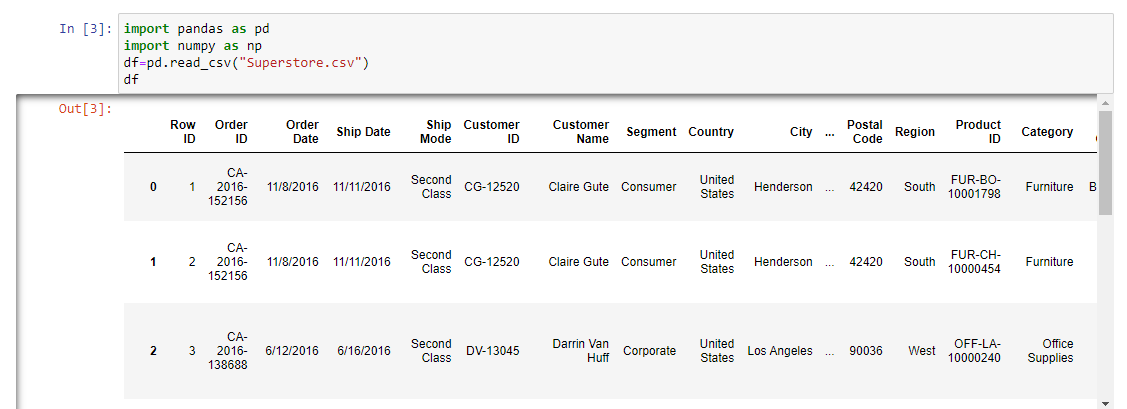 In [3]: import pandas as pd
import numpy as np
df=pd.read_csv("Superstore.csv")
df
Out[3]:
Row ID Order ID Order Date Ship Date Ship Mode Customer ID Customer Name Segment Country City ... Postal Code Region Product ID Category
0 1 CA-2016-152156 11/8/2016 11/11/2016 Second Class CG-12520 Claire Gute Consumer United States Henderson ... 42420 South FUR-BO-10001798 Furniture B
1 2 CA-2016-152156 11/8/2016 11/11/2016 Second Class CG-12520 Claire Gute Consumer United States Henderson ... 42420 South FUR-CH-10000454 Furniture
2 3 CA-2016-138688 6/12/2016 6/16/2016 Second Class DV-13045 Darrin Van Huff Corporate United States Los Angeles ... 90036 West OFF-LA-10000240 Office Supplies